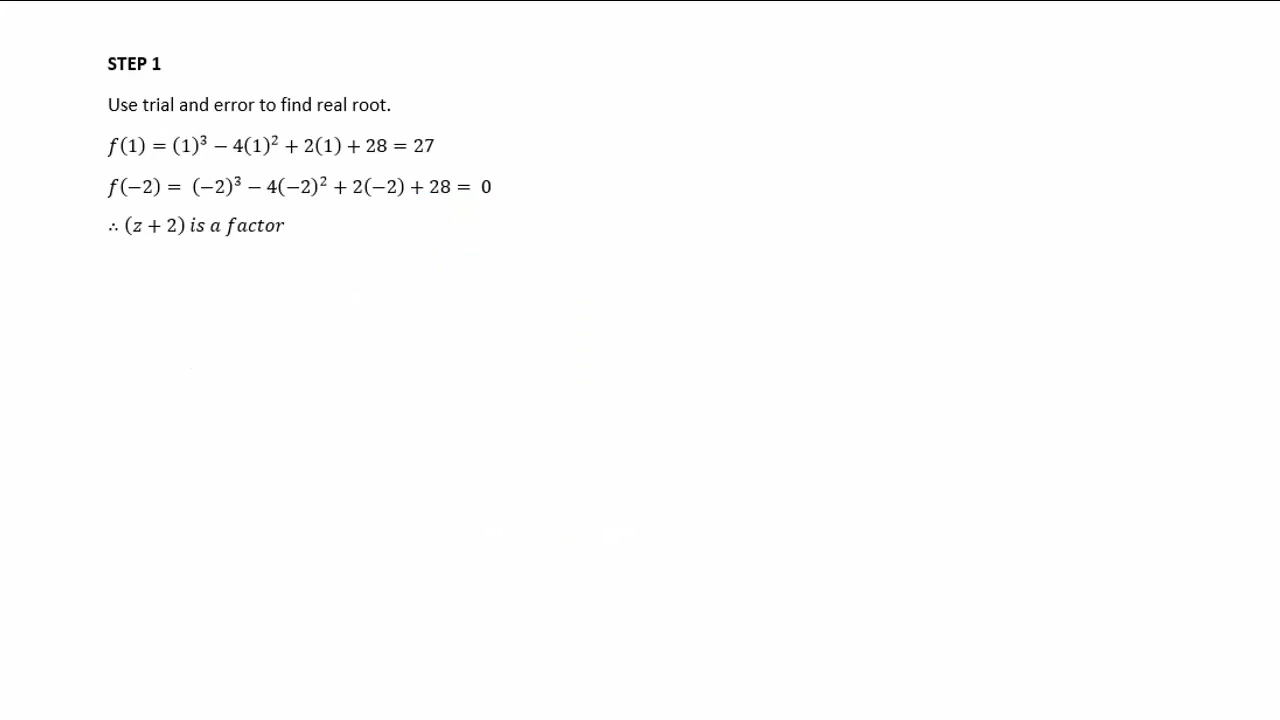 STEP 1
Use trial and error to find real root.
f(1) = (1)³ − 4(1)² + 2(1) + 28 = 27
f(−2) = (−2)³ − 4(−2)² + 2(−2) + 28 = 0
∴ (z + 2) is a factor